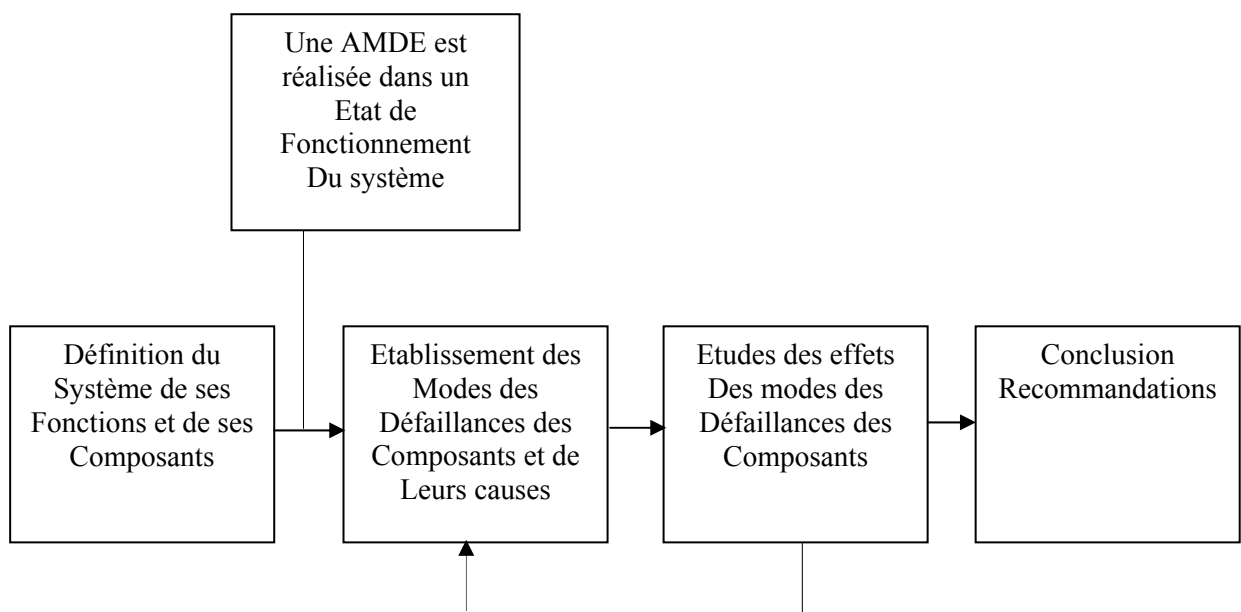 Une AMDE est
réalisée dans un
Etat de
Fonctionnement
Du système
Définition du
Système de ses
Fonctions et de ses
Composants
Etablissement des
Modes des
Défaillances des
Composants et de
Leurs causes
Etudes des effets
Des modes des
Défaillances des
Composants
Conclusion
Recommandations